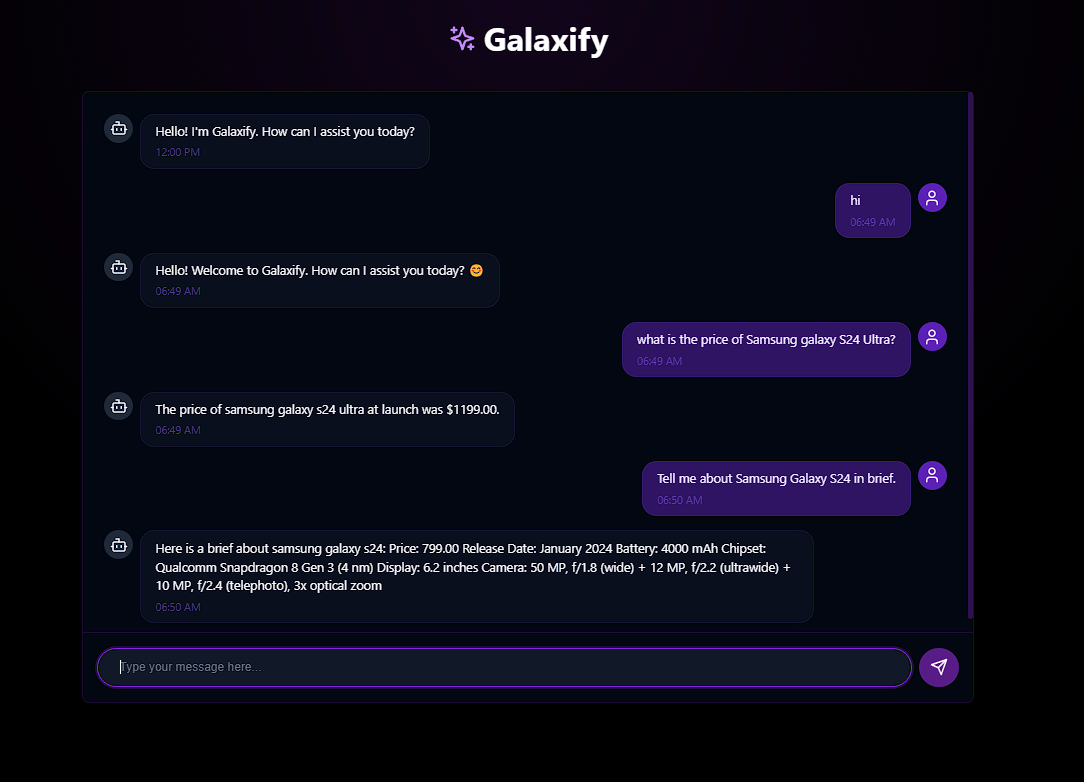 Galaxify
Hello! I'm Galaxify. How can I assist you today?
12:00 PM
hi
06:49 AM
Hello! Welcome to Galaxify. How can I assist you today? 😊
06:49 AM
what is the price of Samsung galaxy S24 Ultra?
06:49 AM
The price of samsung galaxy s24 ultra at launch was $1199.00.
06:49 AM
Tell me about Samsung Galaxy S24 in brief.
06:50 AM
Here is a brief about samsung galaxy s24: Price: 799.00 Release Date: January 2024 Battery: 4000 mAh Chipset:
Qualcomm Snapdragon 8 Gen 3 (4 nm) Display: 6.2 inches Camera: 50 MP, f/1.8 (wide) + 12 MP, f/2.2 (ultrawide) +
10 MP, f/2.4 (telephoto), 3x optical zoom
06:50 AM
Type your message here...